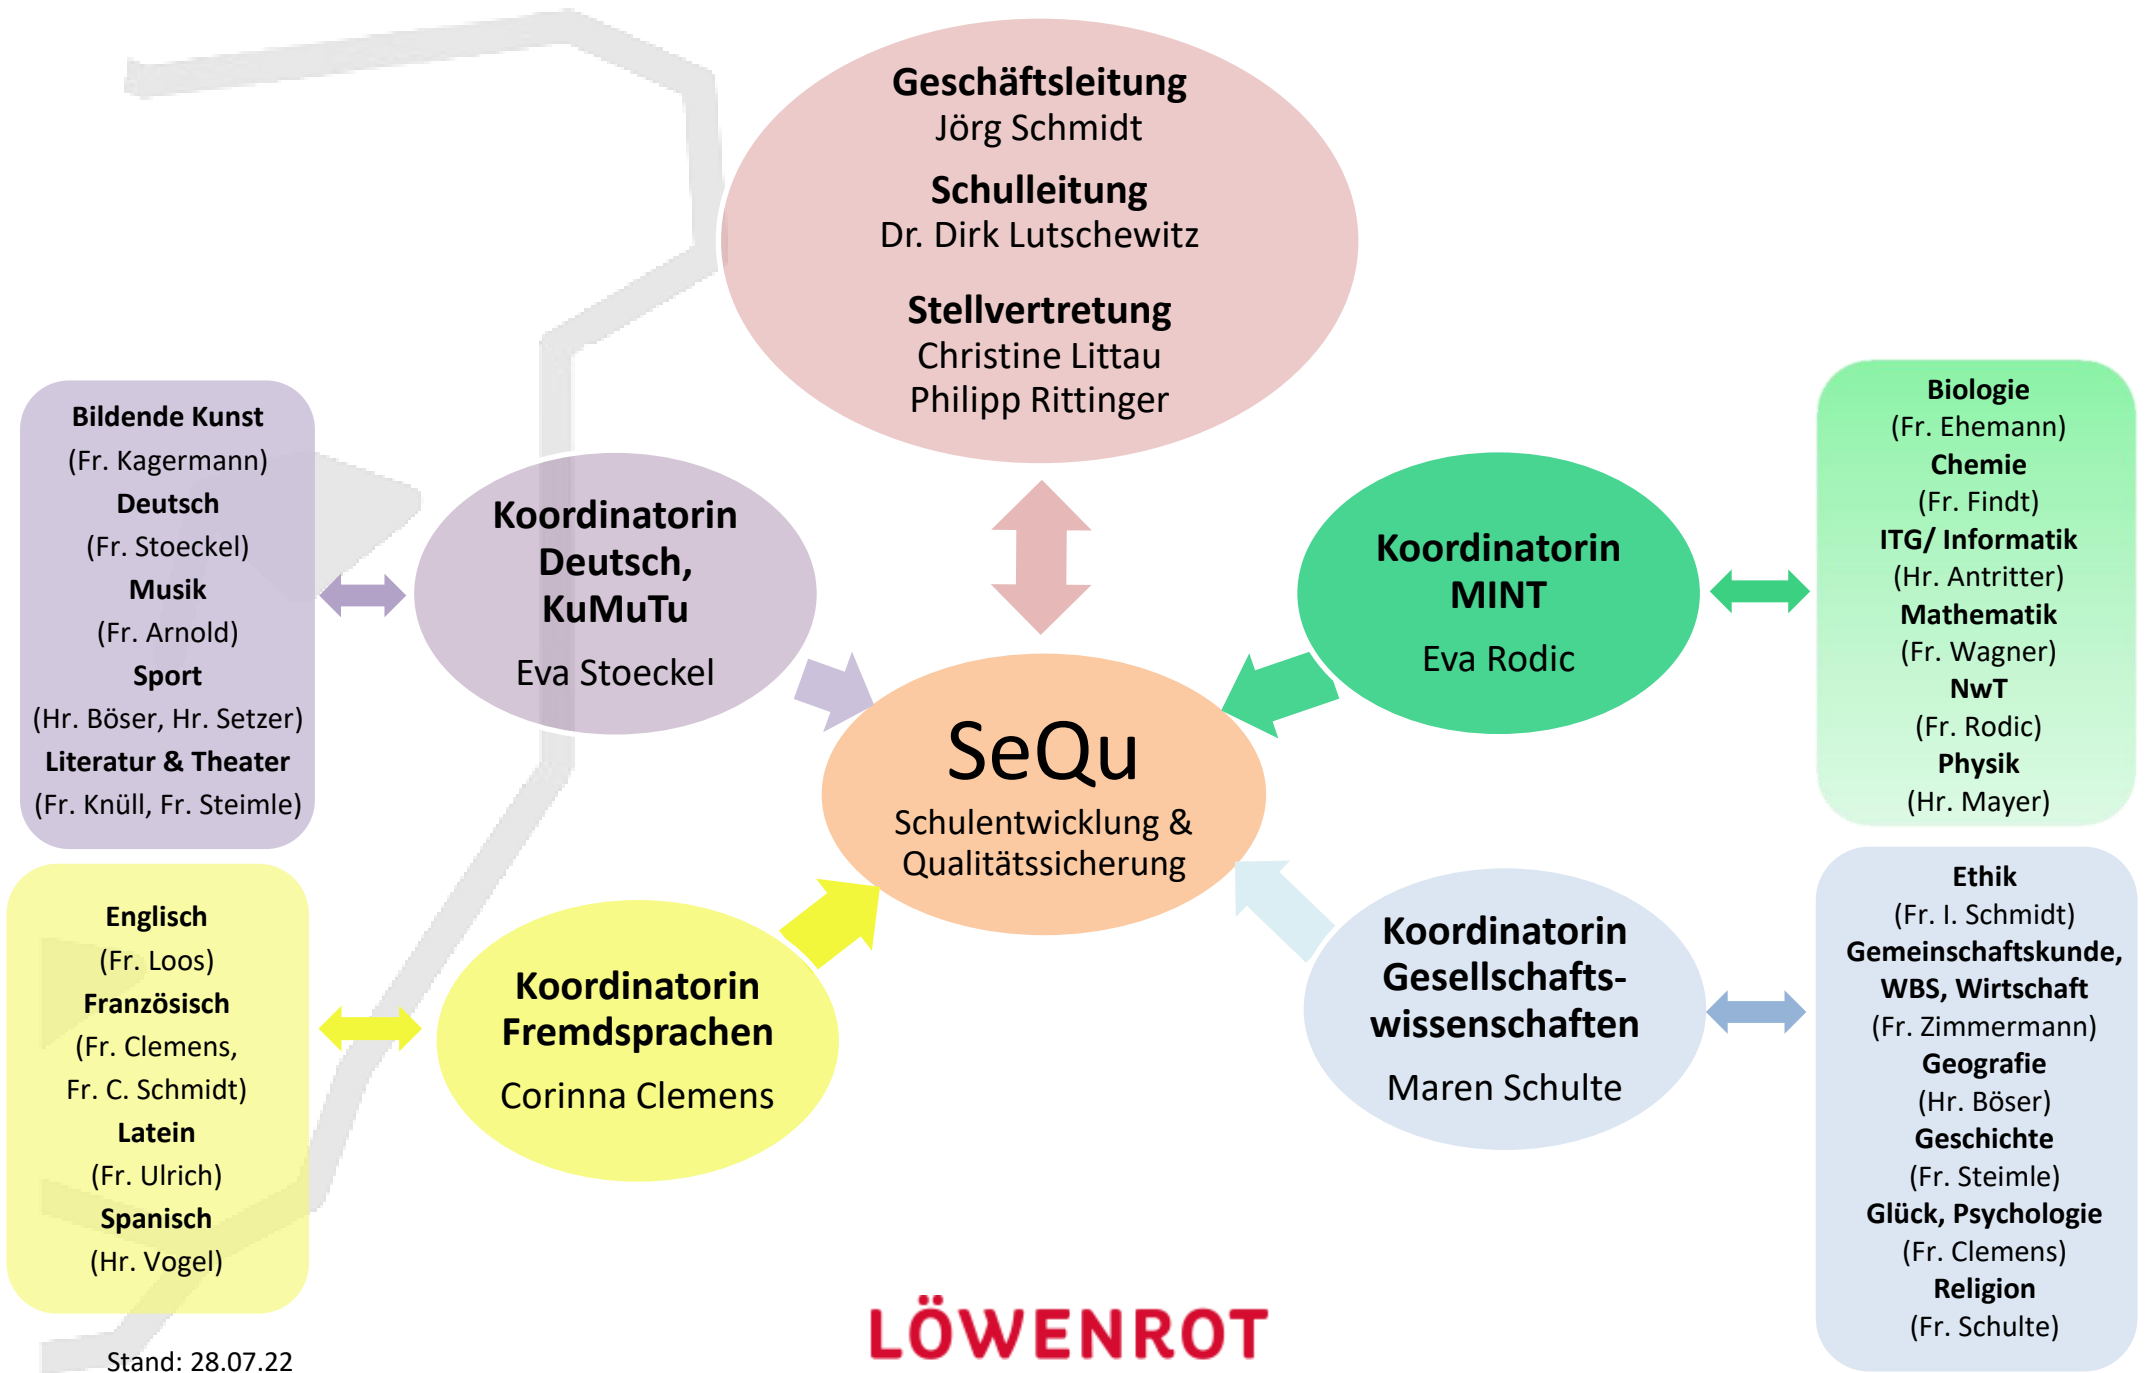 Geschäftsleitung
Jörg Schmidt
Schulleitung
Dr. Dirk Lutschewitz
Stellvertretung
Christine Littau
Philipp Rittinger
Bildende Kunst
(Fr. Kagermann)
Deutsch
(Fr. Stoeckel)
Musik
(Fr. Arnold)
Sport
(Hr. Böser, Hr. Setzer)
Literatur & Theater
(Fr. Knüll, Fr. Steimle)
Koordinatorin
Deutsch,
KuMuTu
Eva Stoeckel
Koordinatorin
MINT
Eva Rodic
Biologie
(Fr. Ehemann)
Chemie
(Fr. Findt)
ITG/ Informatik
(Hr. Antritter)
Mathematik
(Fr. Wagner)
NwT
(Fr. Rodic)
Physik
(Hr. Mayer)
SeQu
Schulentwicklung &
Qualitätssicherung
Englisch
(Fr. Loos)
Französisch
(Fr. Clemens,
Fr. C. Schmidt)
Latein
(Fr. Ulrich)
Spanisch
(Hr. Vogel)
Koordinatorin
Fremdsprachen
Corinna Clemens
Koordinatorin
Gesellschafts-
wissenschaften
Maren Schulte
Ethik
(Fr. I. Schmidt)
Gemeinschaftskunde,
WBS, Wirtschaft
(Fr. Zimmermann)
Geografie
(Hr. Böser)
Geschichte
(Fr. Steimle)
Glück, Psychologie
(Fr. Clemens)
Religion
(Fr. Schulte)
LÖWENROT
Stand: 28.07.22